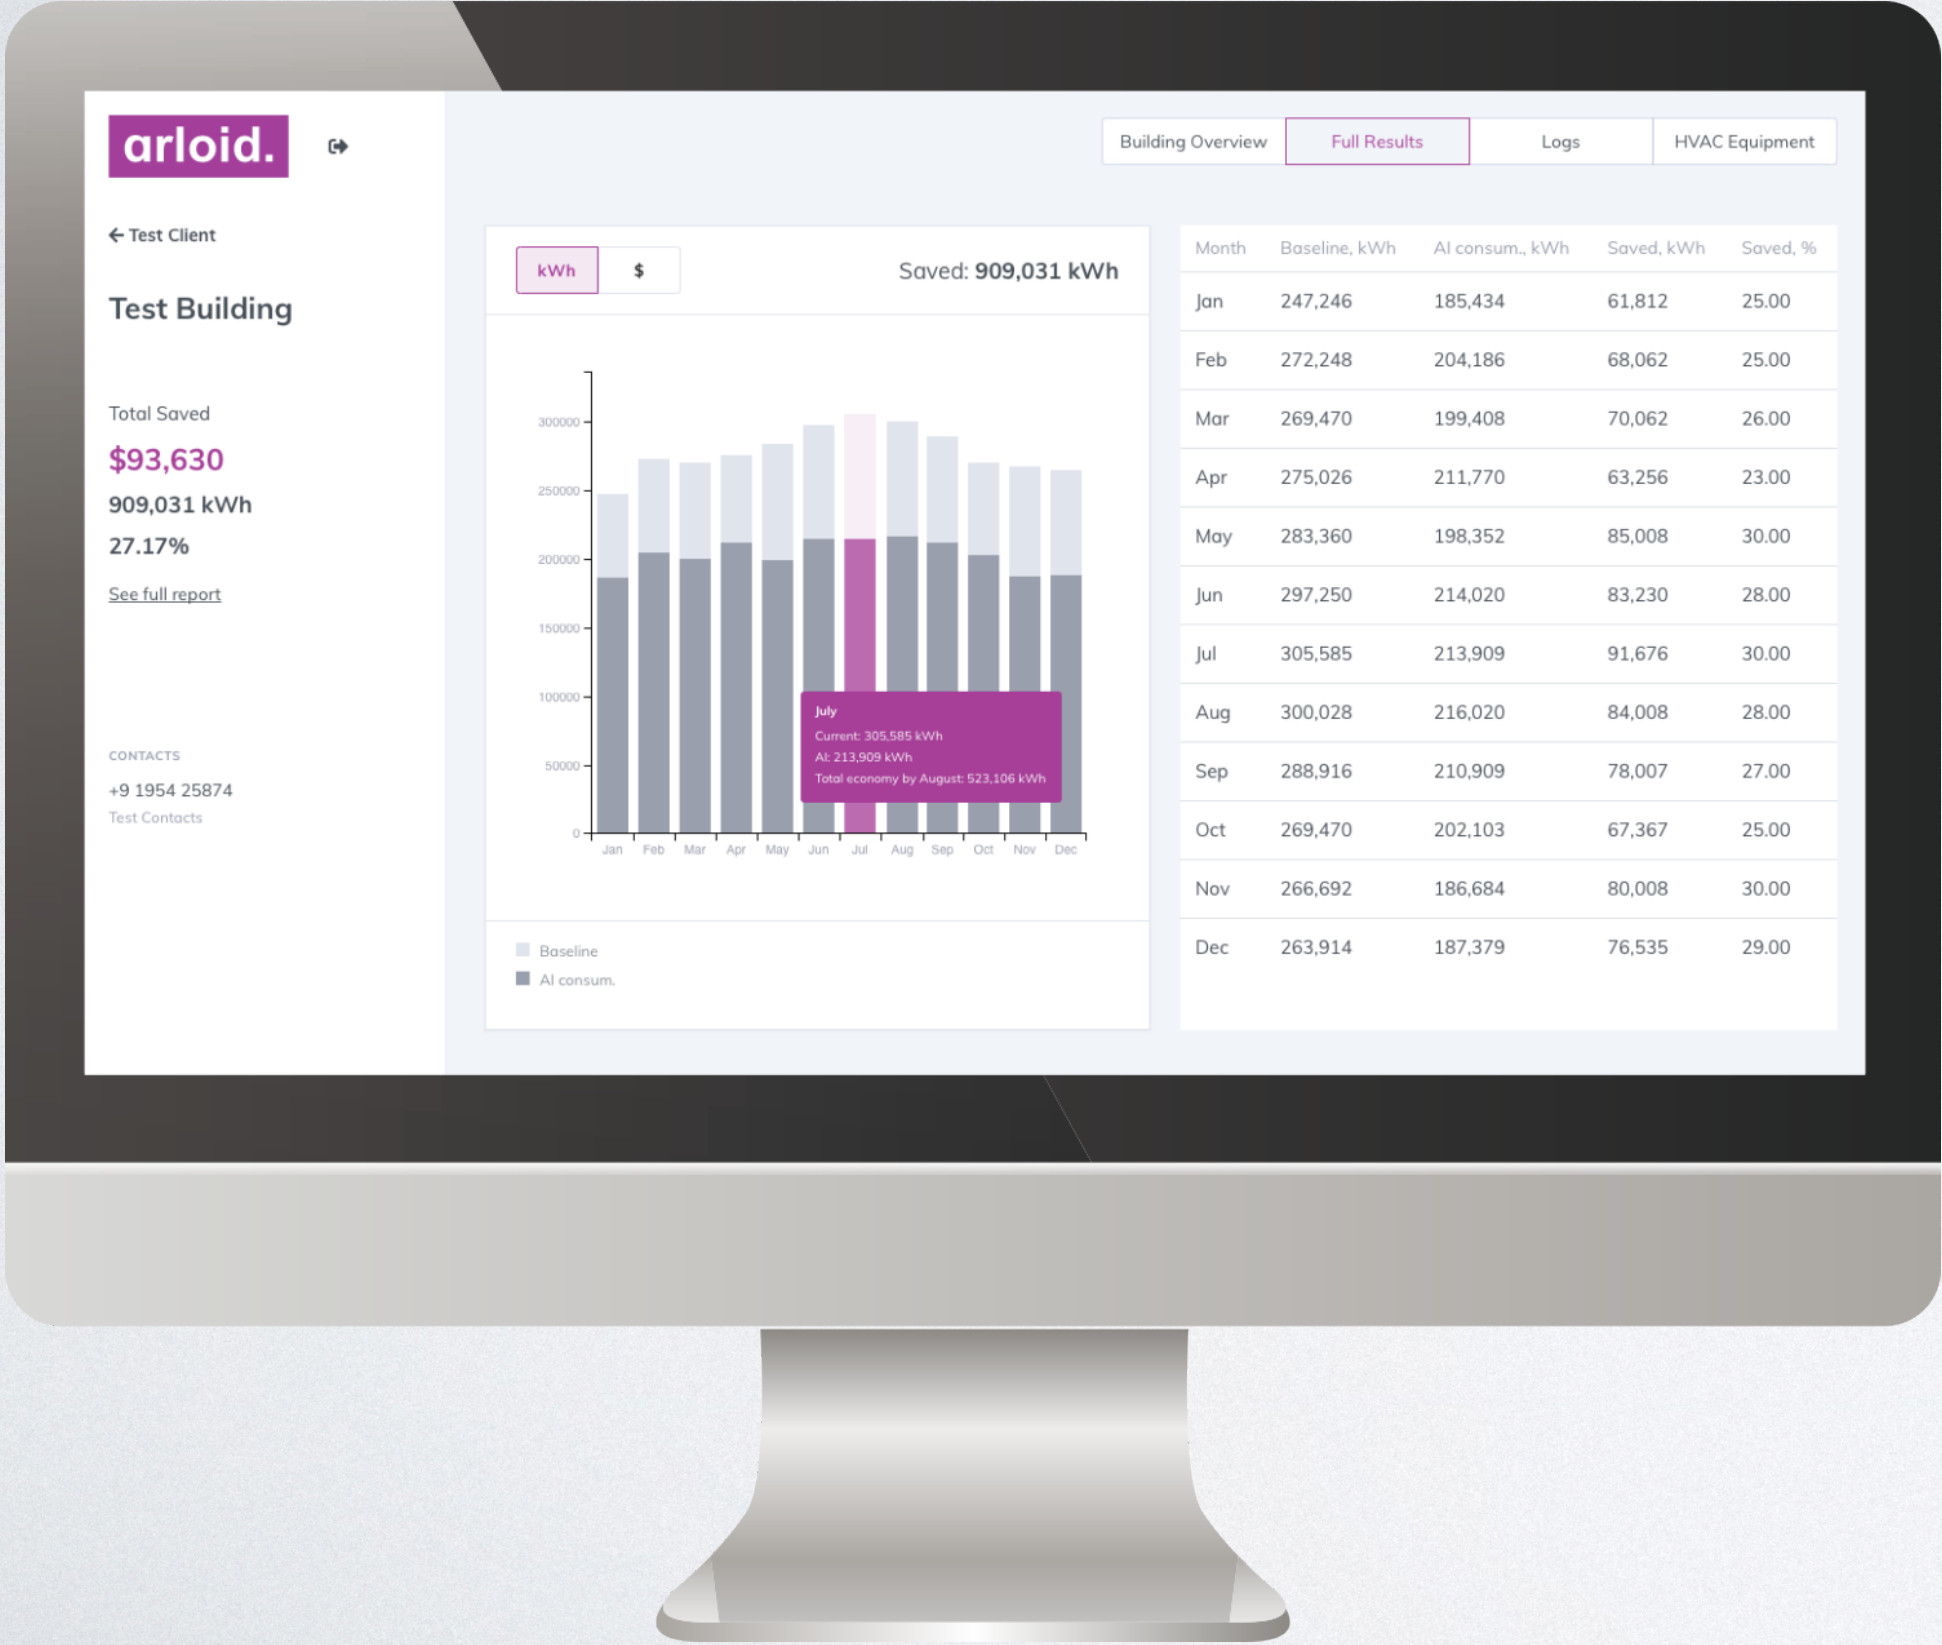 arloid.
Test Client
Test Building
Total Saved
$93,630
909,031 kWh
27.17%
See full report
CONTACTS
+9 1954 25874
Test Contacts
Building Overview Full Results Logs HVAC Equipment
kWh $ Saved: 909,031 kWh
300000
250000
200000
150000
100000
50000
0
Jan Feb Mar Apr May Jun Jul Aug Sep Oct Nov Dec
July
Current: 305,585 kWh
AI: 213,909 kWh
Total economy by August: 523,106 kWh
Baseline
AI consum.
Month Baseline, kWh AI consum., kWh Saved, kWh Saved, %
Jan 247,246 185,434 61,812 25.00
Feb 272,248 204,186 68,062 25.00
Mar 269,470 199,408 70,062 26.00
Apr 275,026 211,770 63,256 23.00
May 283,360 198,352 85,008 30.00
Jun 297,250 214,020 83,230 28.00
Jul 305,585 213,909 91,676 30.00
Aug 300,028 216,020 84,008 28.00
Sep 288,916 210,909 78,007 27.00
Oct 269,470 202,103 67,367 25.00
Nov 266,692 186,684 80,008 30.00
Dec 263,914 187,379 76,535 29.00